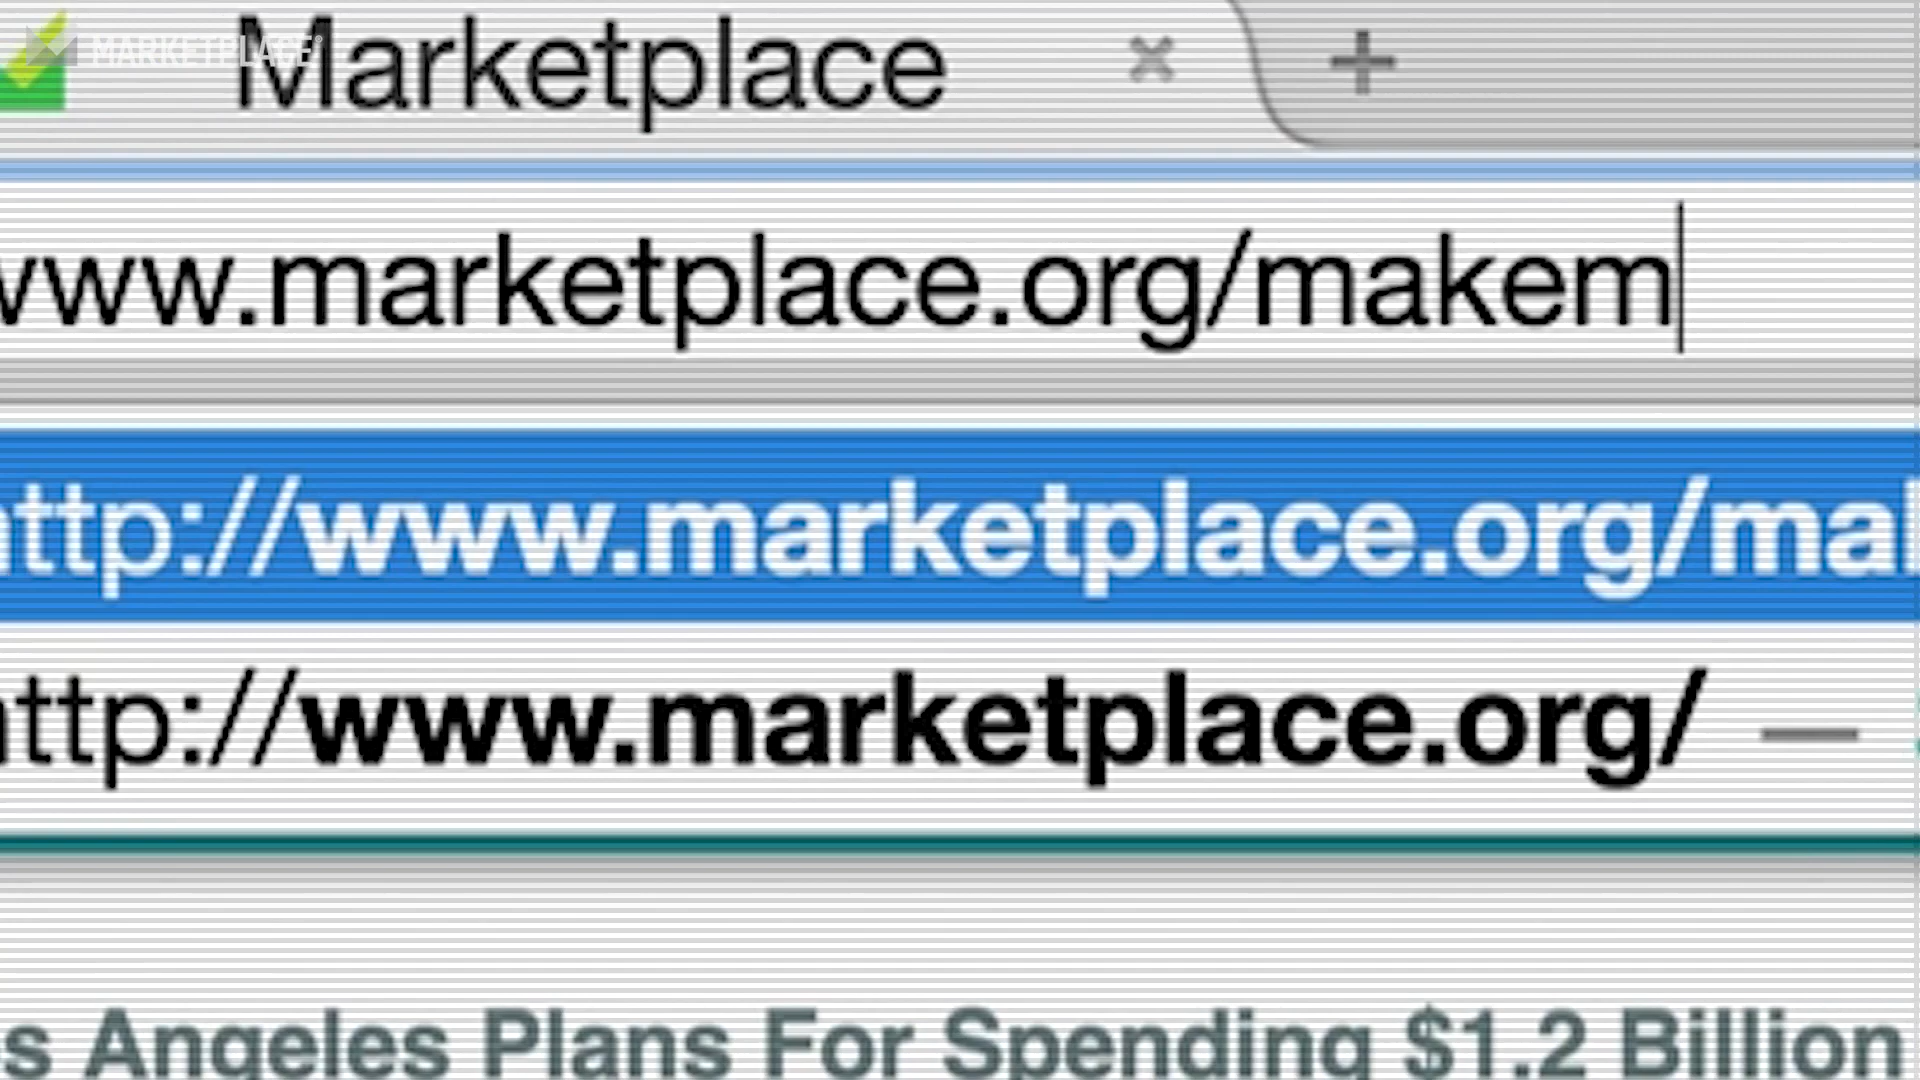 MARKETPLACE
Marketplace
www.marketplace.org/makem
ttp://www.marketplace.org/mak
ttp://www.marketplace.org/ —
s Angeles Plans For Spending $1.2 Billion